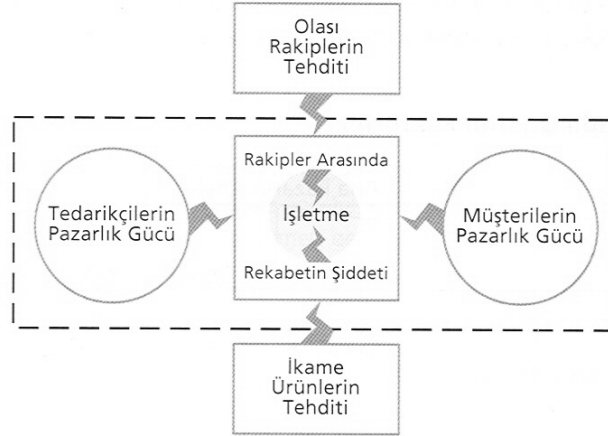 Olası
Rakiplerin
Tehditi
Rakipler Arasında
İşletme
Rekabetin Şiddeti
Tedarikçilerin
Pazarlık Gücü
Müşterilerin
Pazarlık Gücü
İkame
Ürünlerin
Tehditi